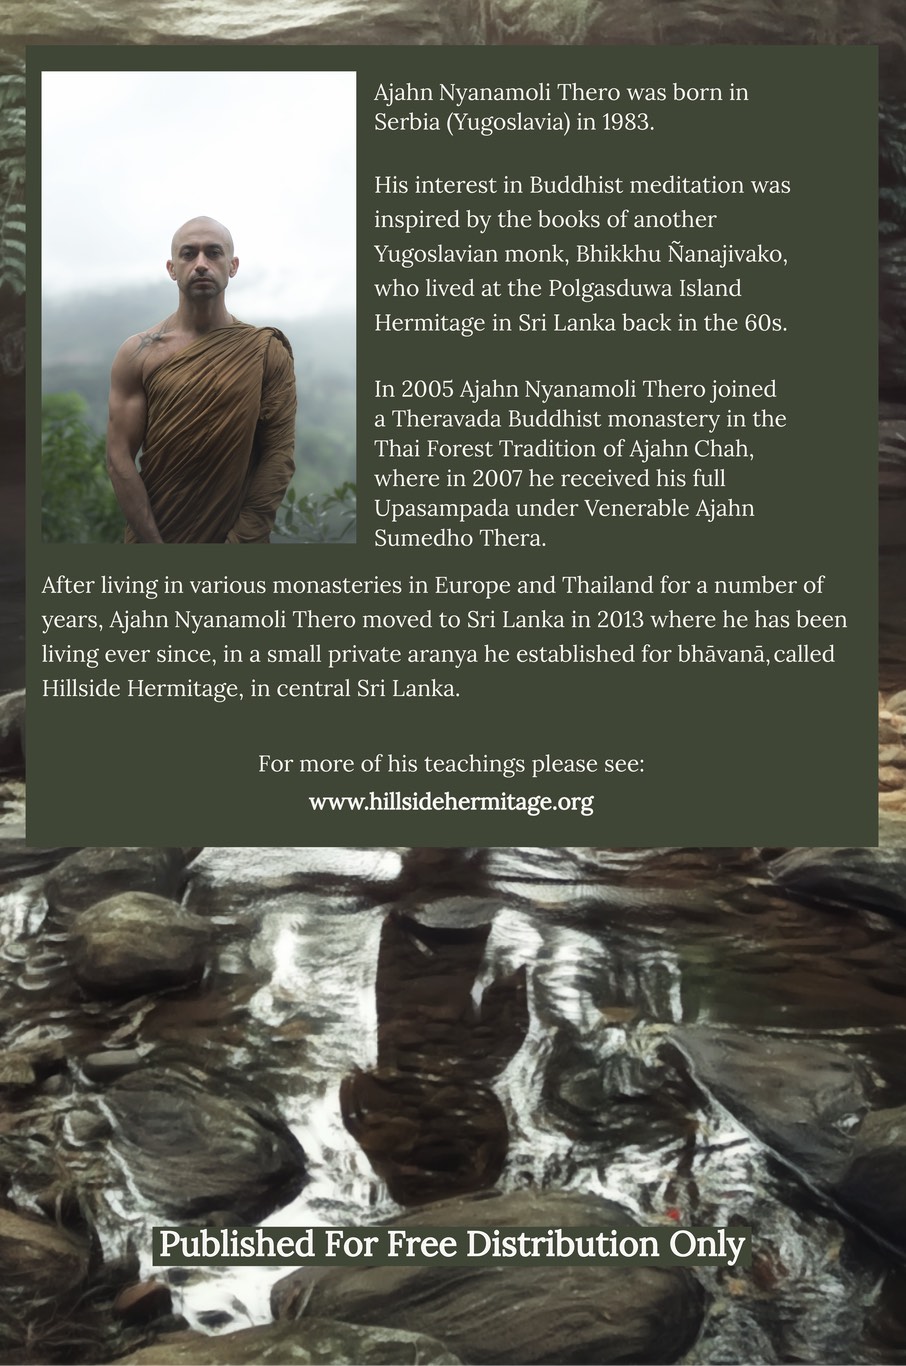 Ajahn Nyanamoli Thero was born in
Serbia (Yugoslavia) in 1983.
His interest in Buddhist meditation was
inspired by the books of another
Yugoslavian monk, Bhikkhu Ñanajivako,
who lived at the Polgasduwa Island
Hermitage in Sri Lanka back in the 60s.
In 2005 Ajahn Nyanamoli Thero joined
a Theravada Buddhist monastery in the
Thai Forest Tradition of Ajahn Chah,
where in 2007 he received his full
Upasampada under Venerable Ajahn
Sumedho Thera.
After living in various monasteries in Europe and Thailand for a number of
years, Ajahn Nyanamoli Thero moved to Sri Lanka in 2013 where he has been
living ever since, in a small private aranya he established for bhāvanā, called
Hillside Hermitage, in central Sri Lanka.
For more of his teachings please see:
www.hillsidehermitage.org
Published For Free Distribution Only